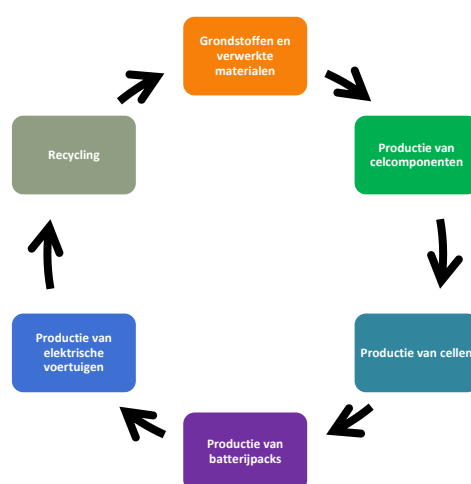 Grondstoffen en
verwerkte
materialen
Productie van
celcomponenten
Productie van cellen
Productie van
batterijpacks
Productie van
elektrische
voertuigen
Recycling